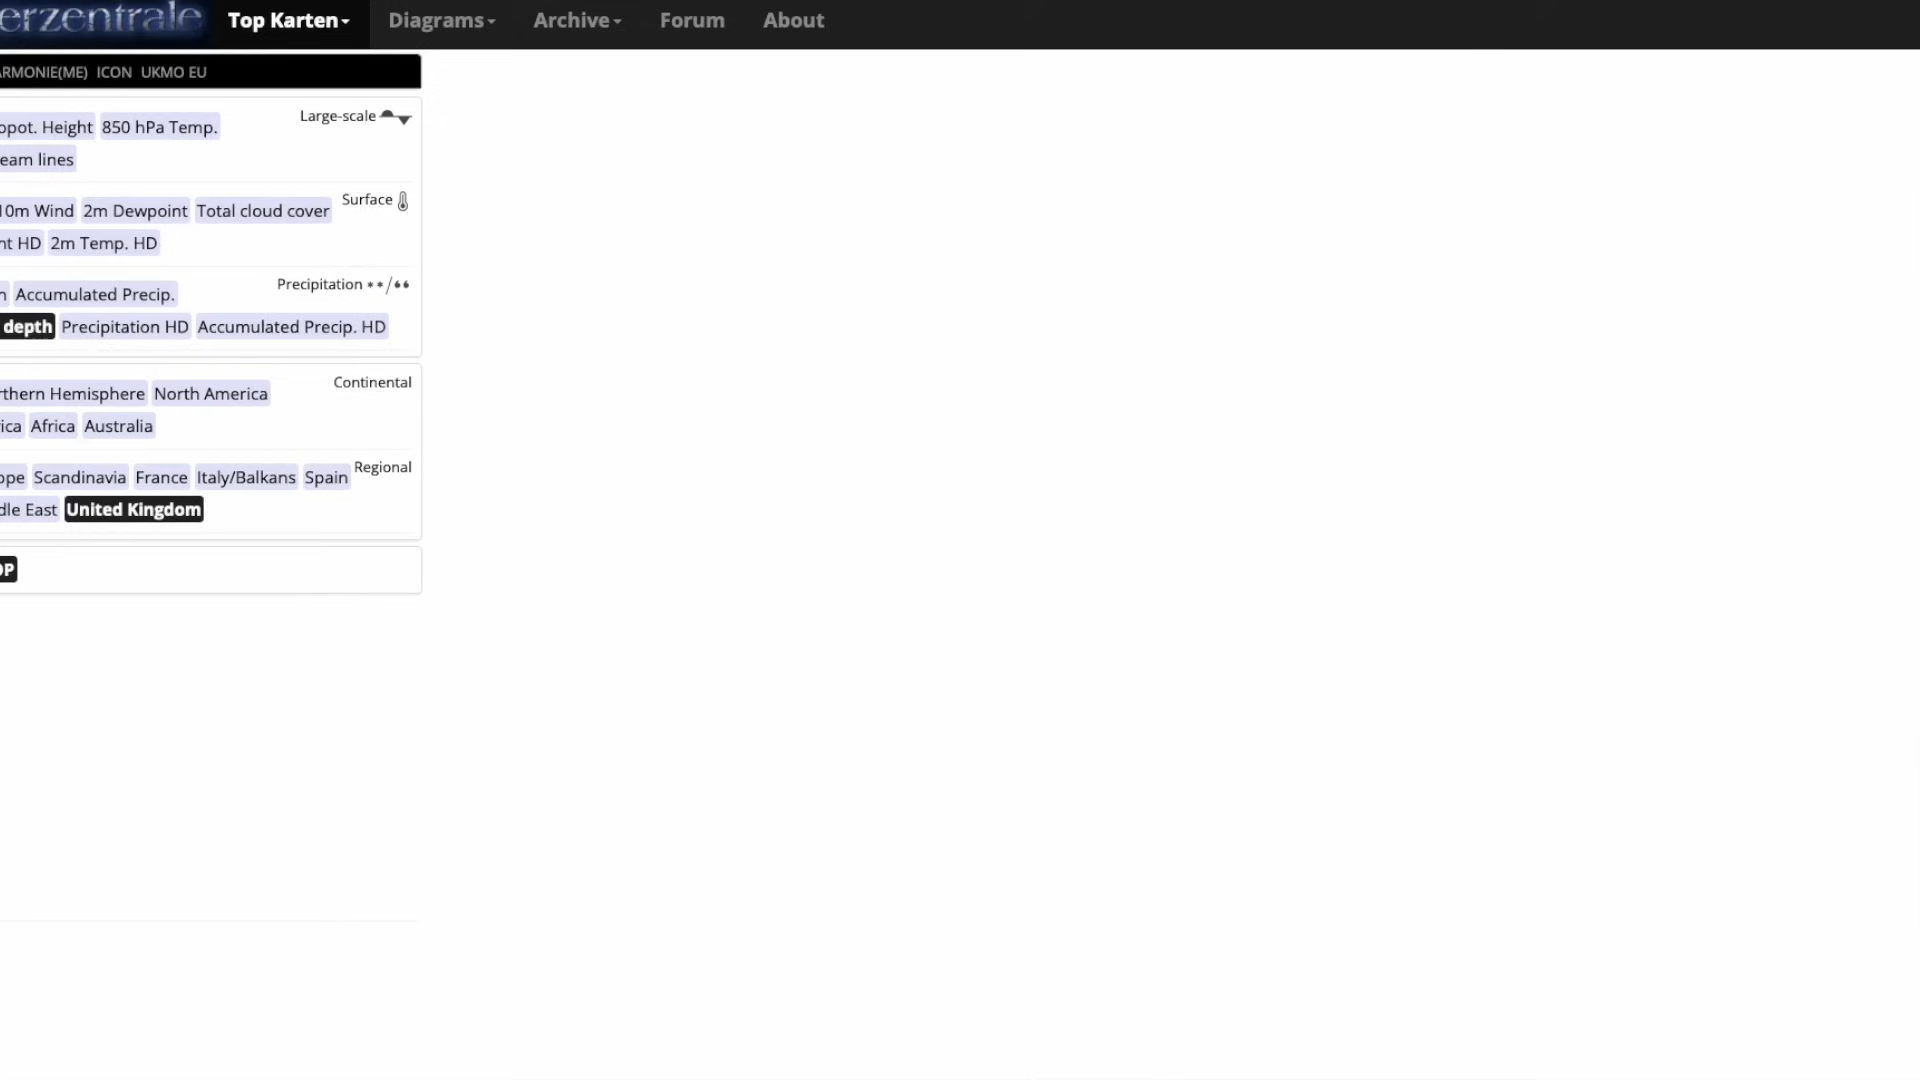 erzentrale Top Karten Diagrams Archive Forum About
ARMONIE(ME) ICON UKMO EU
Large-scale
opot. Height 850 hPa Temp.
eam lines
Surface
10m Wind 2m Dewpoint Total cloud cover
nt HD 2m Temp. HD
Precipitation
n Accumulated Precip.
depth Precipitation HD Accumulated Precip. HD
Continental
rthern Hemisphere North America
ica Africa Australia
Regional
ope Scandinavia France Italy/Balkans Spain
dle East United Kingdom
OP